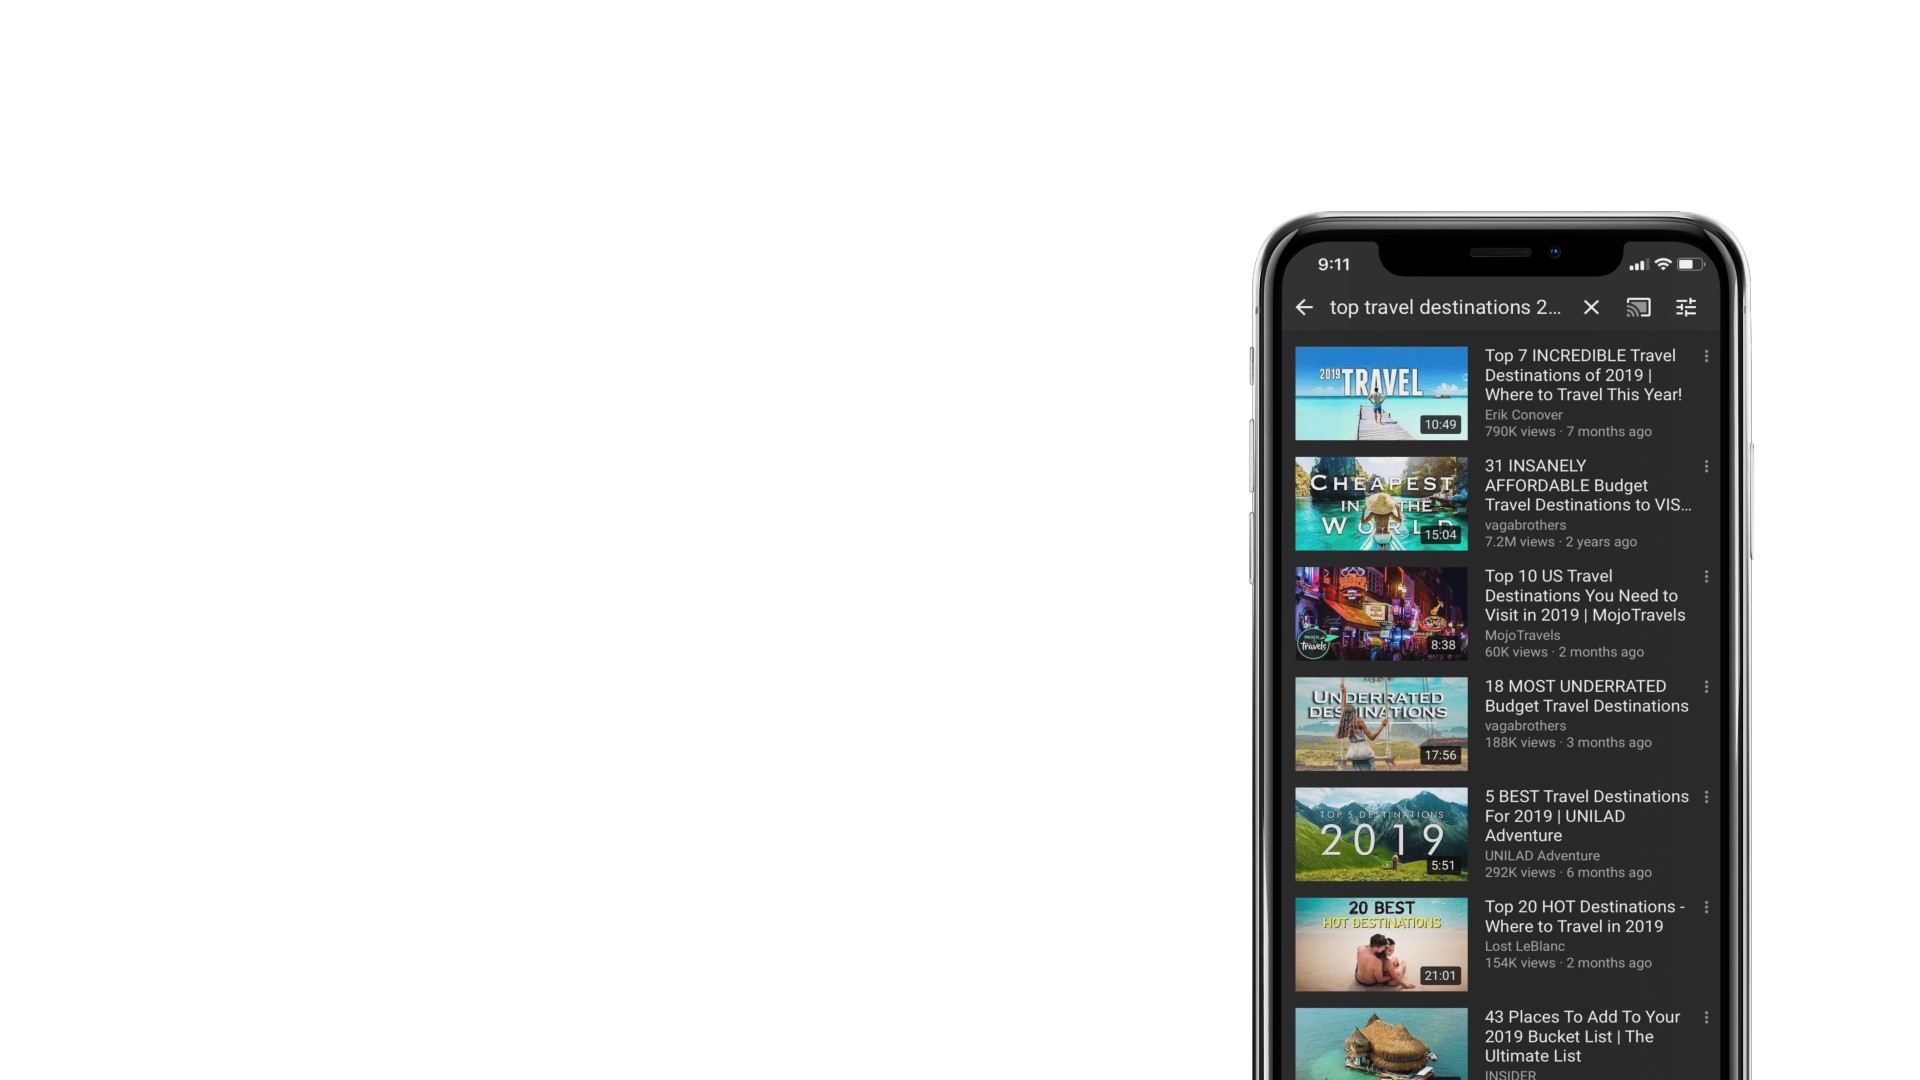 9:11
top travel destinations 2...
2019 TRAVEL
10:49
Top 7 INCREDIBLE Travel
Destinations of 2019 |
Where to Travel This Year!
Erik Conover
790K views · 7 months ago
CHEAPEST
IN THE
WORLD
15:04
31 INSANELY
AFFORDABLE Budget
Travel Destinations to VIS...
vagabrothers
7.2M views · 2 years ago
mojo
travels
8:38
Top 10 US Travel
Destinations You Need to
Visit in 2019 | MojoTravels
MojoTravels
60K views · 2 months ago
UNDERRATED
DESTINATIONS
17:56
18 MOST UNDERRATED
Budget Travel Destinations
vagabrothers
188K views · 3 months ago
TOP 5 DESTINATIONS
2019
5:51
5 BEST Travel Destinations
For 2019 | UNILAD
Adventure
UNILAD Adventure
292K views · 6 months ago
20 BEST
HOT DESTINATIONS
21:01
Top 20 HOT Destinations -
Where to Travel in 2019
Lost LeBlanc
154K views · 2 months ago
43 Places To Add To Your
2019 Bucket List | The
Ultimate List
INSIDER